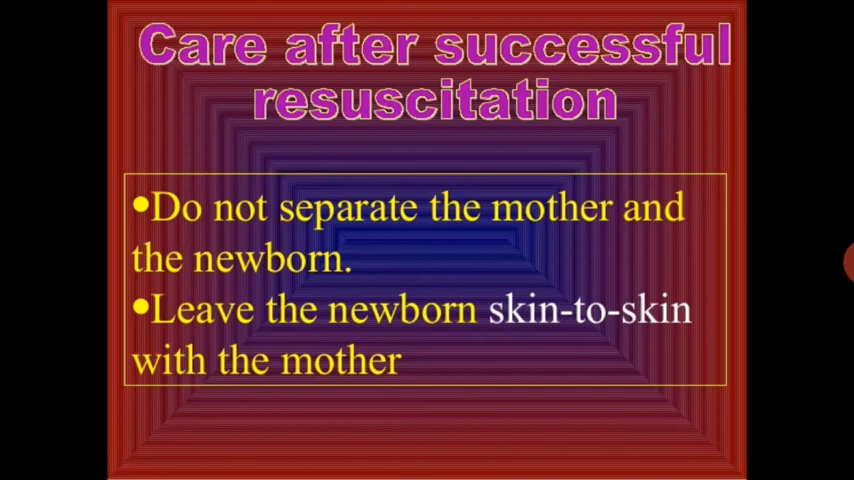 Care after successful
resuscitation
•Do not separate the mother and
the newborn.
•Leave the newborn skin-to-skin
with the mother